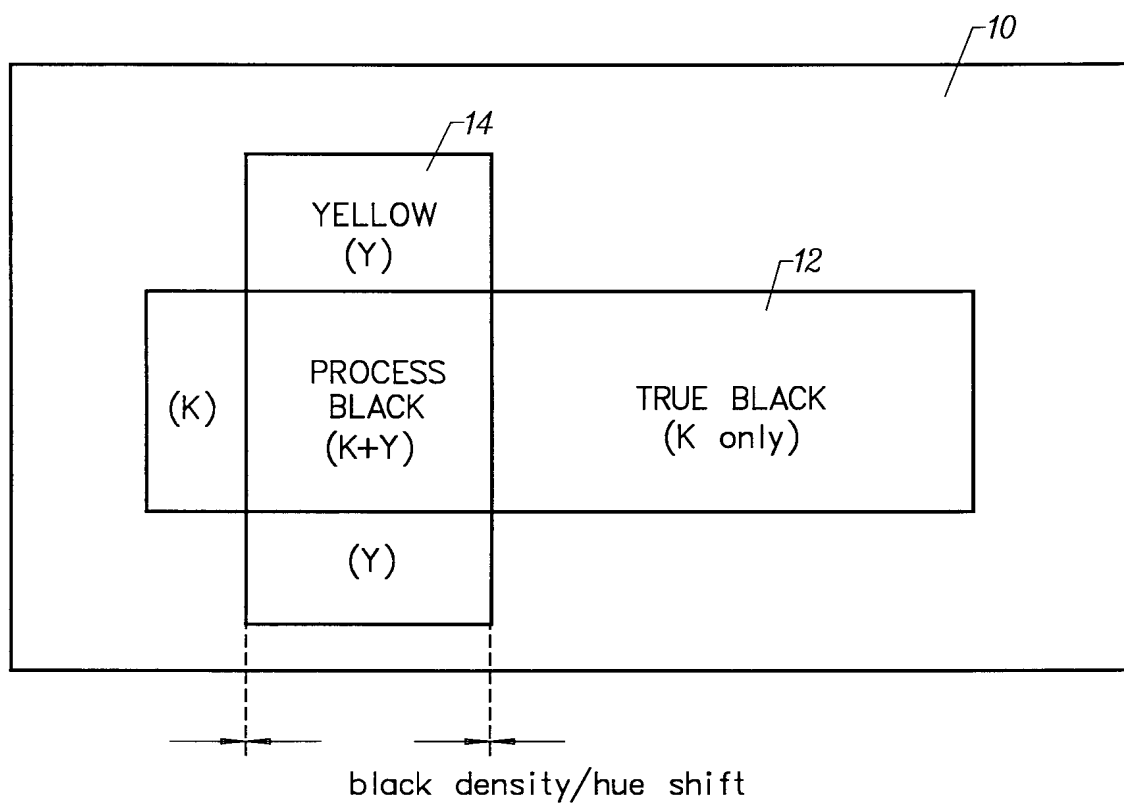 10
14
YELLOW
(Y)
12
(K)
PROCESS
BLACK
(K+Y)
TRUE BLACK
(K only)
(Y)
black density/hue shift